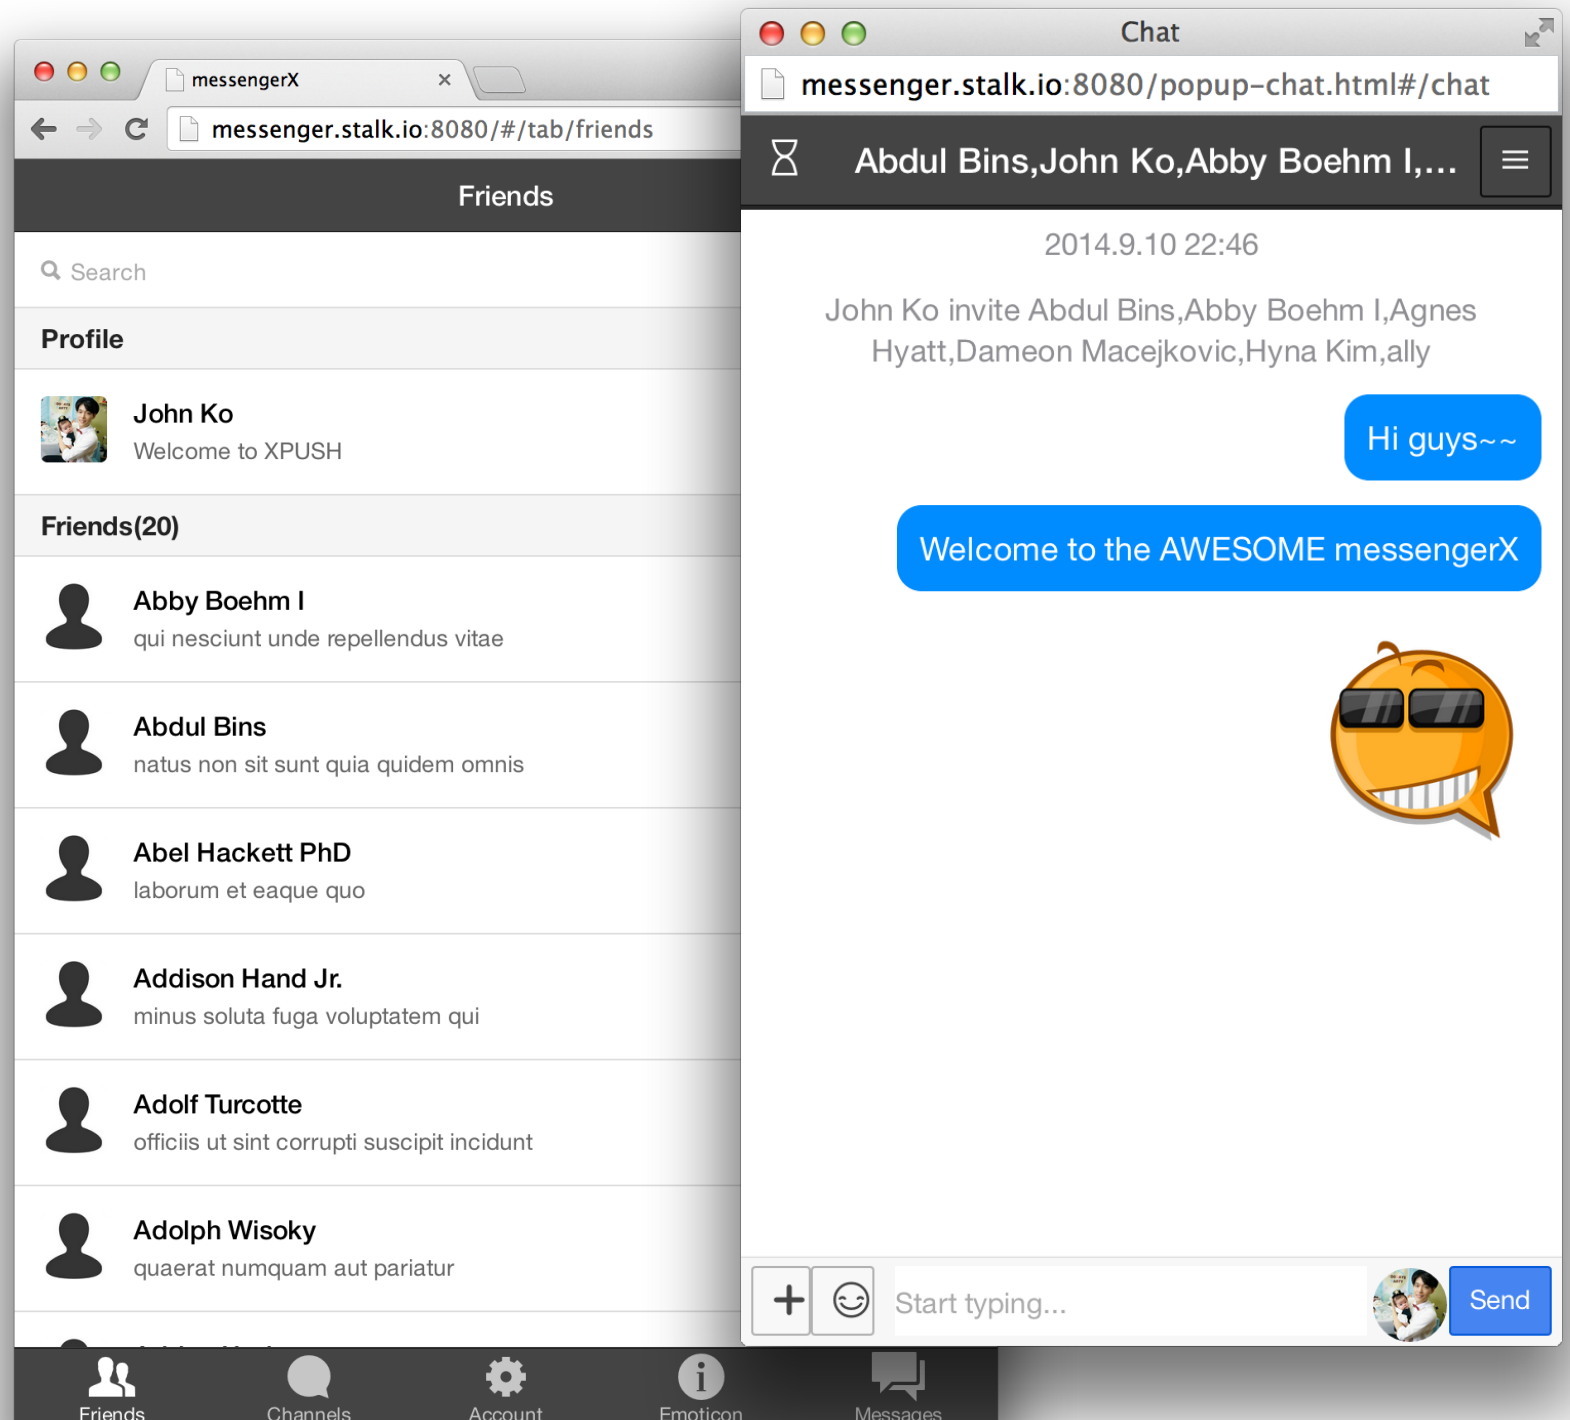 messengerX
messenger.stalk.io:8080/#/tab/friends
Friends
Search
Profile
John Ko
Welcome to XPUSH
Friends(20)
Abby Boehm I
qui nesciunt unde repellendus vitae
Abdul Bins
natus non sit sunt quia quidem omnis
Abel Hackett PhD
laborum et eaque quo
Addison Hand Jr.
minus soluta fuga voluptatem qui
Adolf Turcotte
officiis ut sint corrupti suscipit incidunt
Adolph Wisoky
quaerat numquam aut pariatur
Friends
Channels
Account
Emoticon
Messages
Chat
messenger.stalk.io:8080/popup-chat.html#/chat
Abdul Bins,John Ko,Abby Boehm I,...
2014.9.10 22:46
John Ko invite Abdul Bins,Abby Boehm I,Agnes
Hyatt,Dameon Macejkovic,Hyna Kim,ally
Hi guys~~
Welcome to the AWESOME messengerX
Start typing...
Send